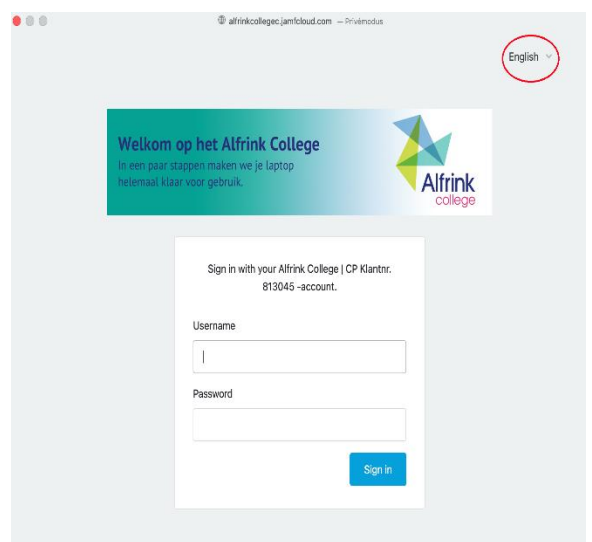 alfrinkcollegec.jamfcloud.com — Privémodus
English
Welkom op het Alfrink College
In een paar stappen maken we je laptop
helemaal klaar voor gebruik.
Alfrink
college
Sign in with your Alfrink College | CP Klantnr.
813045 -account.
Username
Password
Sign in